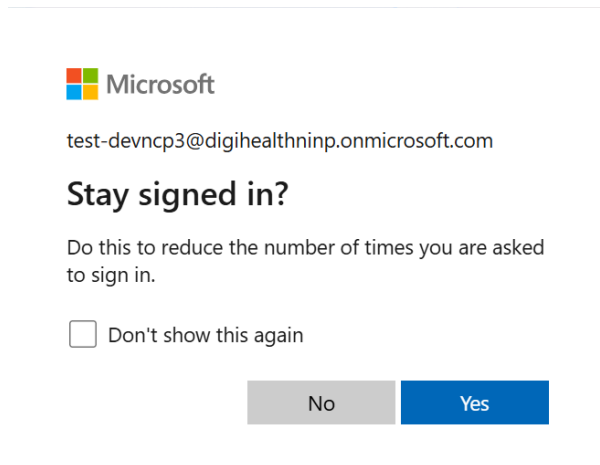 Microsoft
test-devncp3@digihealthninp.onmicrosoft.com
Stay signed in?
Do this to reduce the number of times you are asked
to sign in.
Don't show this again
No
Yes